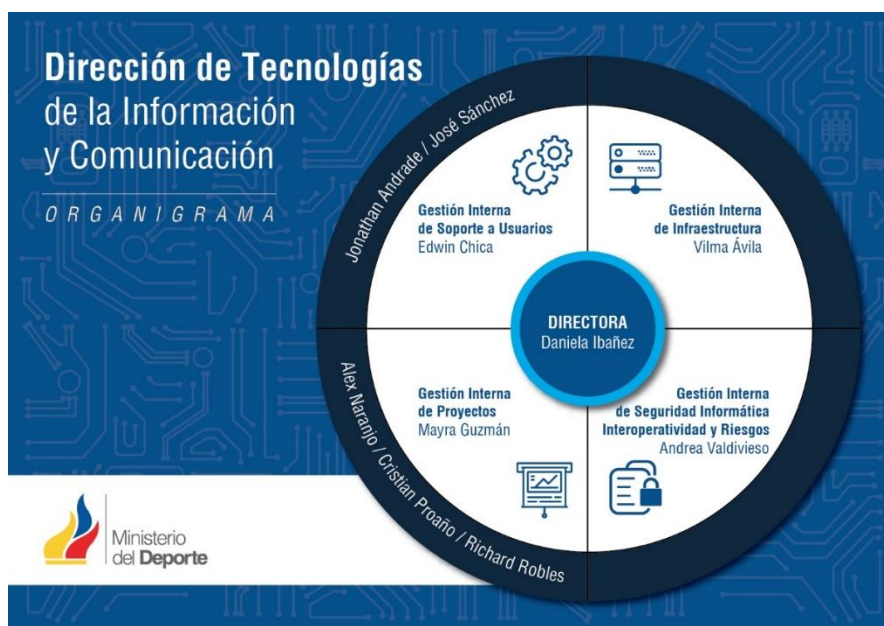 Dirección de Tecnologías
de la Información
y Comunicación
ORGANIGRAMA
Jonathan Andrade / José Sánchez
Gestión Interna
de Soporte a Usuarios
Edwin Chica
Gestión Interna
de Infraestructura
Vilma Ávila
DIRECTORA
Daniela Ibañez
Gestión Interna
de Proyectos
Mayra Guzmán
Gestión Interna
de Seguridad Informática
Interoperatividad y Riesgos
Andrea Valdivieso
Alex Naranjo / Cristian Proaño / Richard Robles
Ministerio
del Deporte